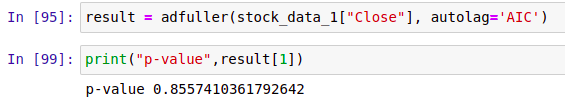 In [95]: result = adfuller(stock_data_1["Close"], autolag='AIC')
In [99]: print("p-value",result[1])
p-value 0.8557410361792642